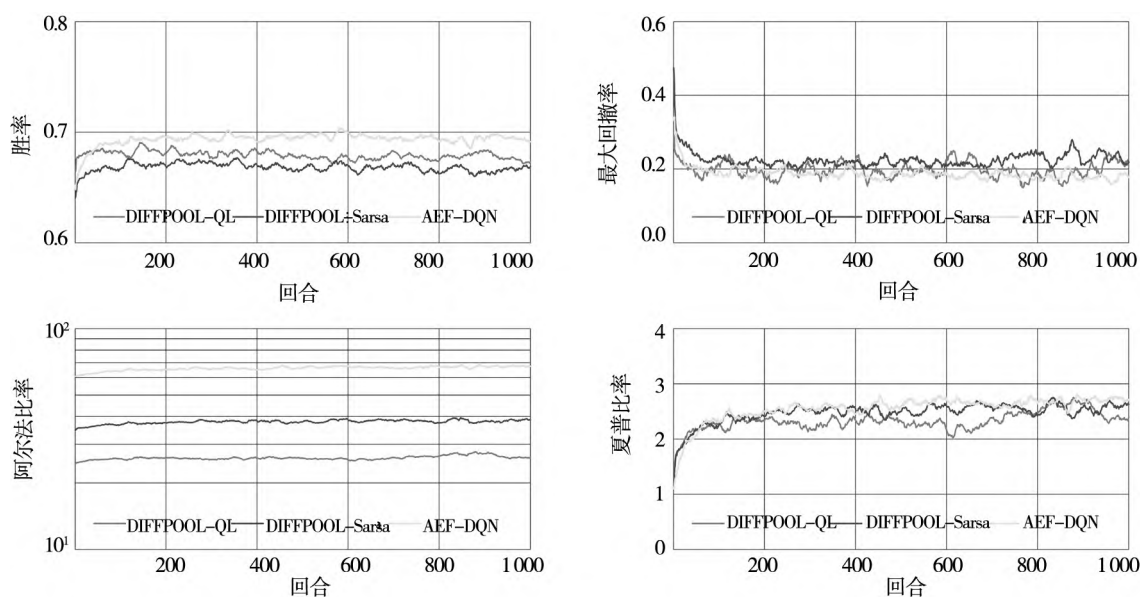 0.8
0.7
0.6
胜率
DIFFPOOL-QL DIFFPOOL-Sarsa AEF-DQN
200 400 600 800 1 000
回合
0.6
0.4
0.2
0.0
最大回撤率
DIFFPOOL-QL DIFFPOOL-Sarsa AEF-DQN
200 400 600 800 1 000
回合
10²
10¹
阿尔法比率
DIFFPOOL-QL DIFFPOOL-Sarsa AEF-DQN
200 400 600 800 1 000
回合
4
3
2
1
0
夏普比率
DIFFPOOL-QL DIFFPOOL-Sarsa AEF-DQN
200 400 600 800 1 000
回合